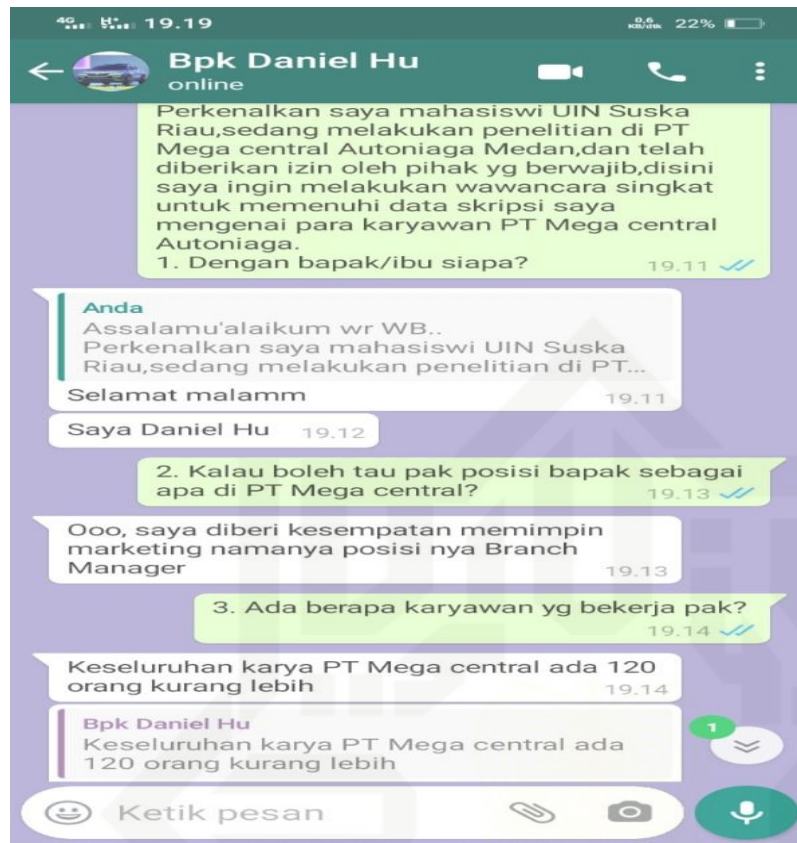 4G H+ 19.19 0,6 KB/dtk 22%
Bpk Daniel Hu
online
Perkenalkan saya mahasiswi UIN Suska
Riau,sedang melakukan penelitian di PT
Mega central Autoniaga Medan,dan telah
diberikan izin oleh pihak yg berwajib,disini
saya ingin melakukan wawancara singkat
untuk memenuhi data skripsi saya
mengenai para karyawan PT Mega central
Autoniaga.
1. Dengan bapak/ibu siapa? 19.11
Anda
Assalamu'alaikum wr WB..
Perkenalkan saya mahasiswi UIN Suska
Riau,sedang melakukan penelitian di PT...
Selamat malamm 19.11
Saya Daniel Hu 19.12
2. Kalau boleh tau pak posisi bapak sebagai
apa di PT Mega central? 19.13
Ooo, saya diberi kesempatan memimpin
marketing namanya posisi nya Branch
Manager 19.13
3. Ada berapa karyawan yg bekerja pak?
19.14
Keseluruhan karya PT Mega central ada 120
orang kurang lebih 19.14
Bpk Daniel Hu
Keseluruhan karya PT Mega central ada
120 orang kurang lebih
1
Ketik pesan